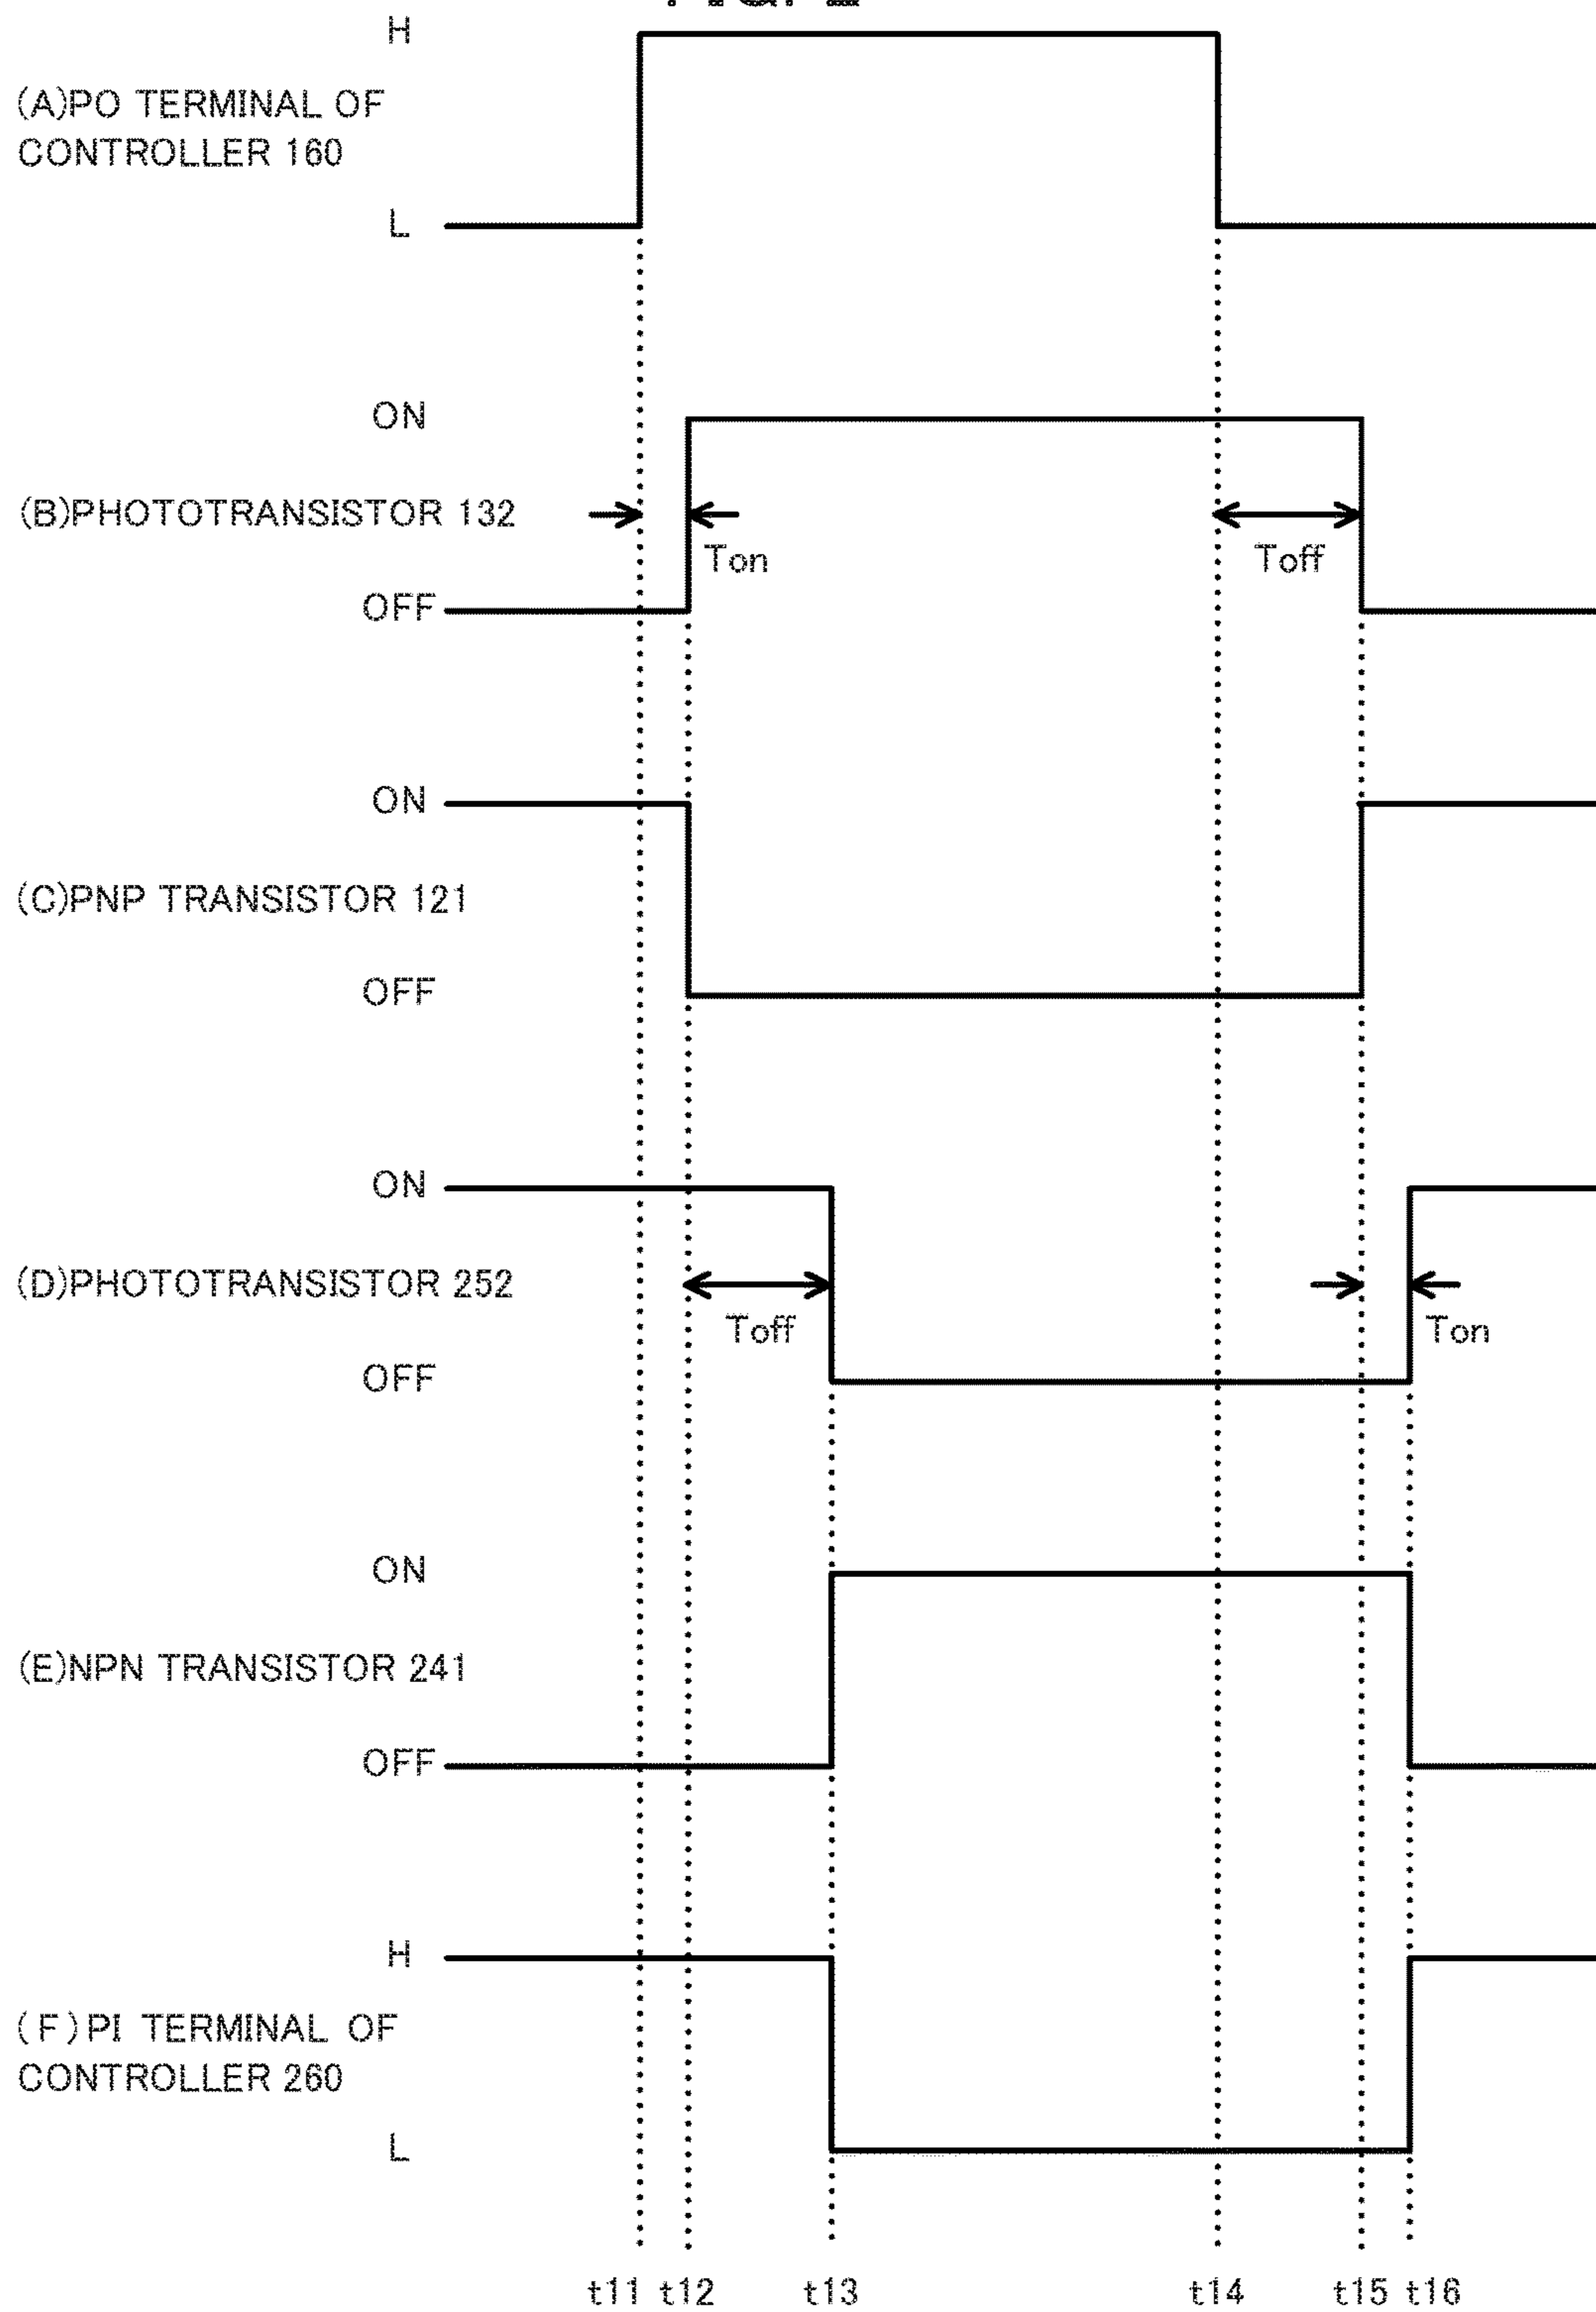 H
(A)PO TERMINAL OF
CONTROLLER 160
L
ON
(B)PHOTOTRANSISTOR 132
Ton
Toff
OFF
ON
(C)PNP TRANSISTOR 121
OFF
ON
(D)PHOTOTRANSISTOR 252
Toff
Ton
OFF
ON
(E)NPN TRANSISTOR 241
OFF
H
(F)PI TERMINAL OF
CONTROLLER 260
L
t11 t12 t13 t14 t15 t16